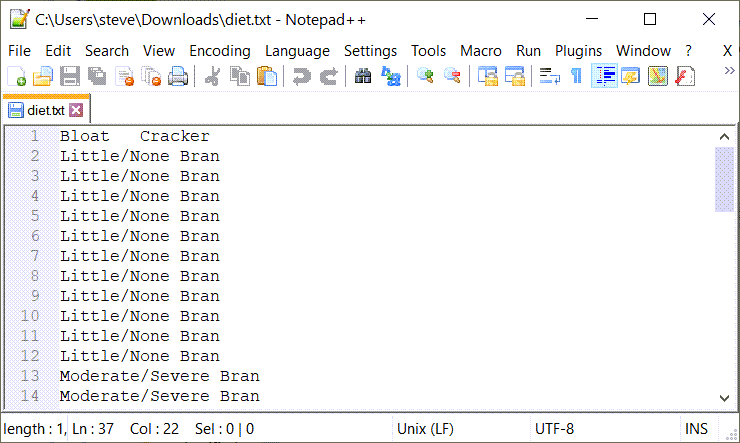 C:\Users\steve\Downloads\diet.txt - Notepad++
File Edit Search View Encoding Language Settings Tools Macro Run Plugins Window ? X
diet.txt
1 Bloat Cracker
2 Little/None Bran
3 Little/None Bran
4 Little/None Bran
5 Little/None Bran
6 Little/None Bran
7 Little/None Bran
8 Little/None Bran
9 Little/None Bran
10 Little/None Bran
11 Little/None Bran
12 Little/None Bran
13 Moderate/Severe Bran
14 Moderate/Severe Bran
length : 1, Ln : 37 Col : 22 Sel : 0 | 0 Unix (LF) UTF-8 INS